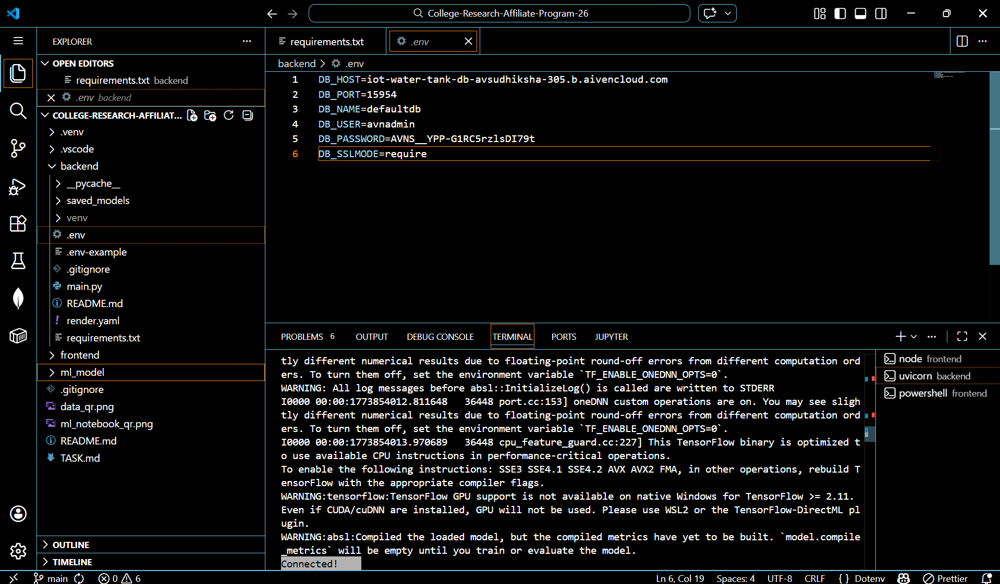 College-Research-Affiliate-Program-26
EXPLORER
OPEN EDITORS
requirements.txt backend
.env backend
COLLEGE-RESEARCH-AFFILIAT...
.venv
.vscode
backend
__pycache__
saved_models
venv
.env
.env-example
.gitignore
main.py
README.md
render.yaml
requirements.txt
frontend
ml_model
.gitignore
data_qr.png
ml_notebook_qr.png
README.md
TASK.md
OUTLINE
TIMELINE
requirements.txt
.env
backend > .env
1 DB_HOST=iot-water-tank-db-avsudhiksha-305.b.aivencloud.com
2 DB_PORT=15954
3 DB_NAME=defaultdb
4 DB_USER=avnadmin
5 DB_PASSWORD=AVNS__YPP-G1RC5rzlsDI79t
6 DB_SSLMODE=require
PROBLEMS 6 OUTPUT DEBUG CONSOLE TERMINAL PORTS JUPYTER
tly different numerical results due to floating-point round-off errors from different computation ord
ers. To turn them off, set the environment variable `TF_ENABLE_ONEDNN_OPTS=0`.
WARNING: All log messages before absl::InitializeLog() is called are written to STDERR
I0000 00:00:1773854012.811648   36448 port.cc:153] oneDNN custom operations are on. You may see sligh
tly different numerical results due to floating-point round-off errors from different computation ord
ers. To turn them off, set the environment variable `TF_ENABLE_ONEDNN_OPTS=0`.
I0000 00:00:1773854013.970689   36448 cpu_feature_guard.cc:227] This TensorFlow binary is optimized t
o use available CPU instructions in performance-critical operations.
To enable the following instructions: SSE3 SSE4.1 SSE4.2 AVX AVX2 FMA, in other operations, rebuild T
ensorFlow with the appropriate compiler flags.
WARNING:tensorflow:TensorFlow GPU support is not available on native Windows for TensorFlow >= 2.11.
Even if CUDA/cuDNN are installed, GPU will not be used. Please use WSL2 or the TensorFlow-DirectML pl
ugin.
WARNING:absl:Compiled the loaded model, but the compiled metrics have yet to be built. `model.compile
_metrics` will be empty until you train or evaluate the model.
Connected!
node frontend
uvicorn backend
powershell frontend
main 0 6 Ln 6, Col 19 Spaces: 4 UTF-8 CRLF { } Dotenv Prettier